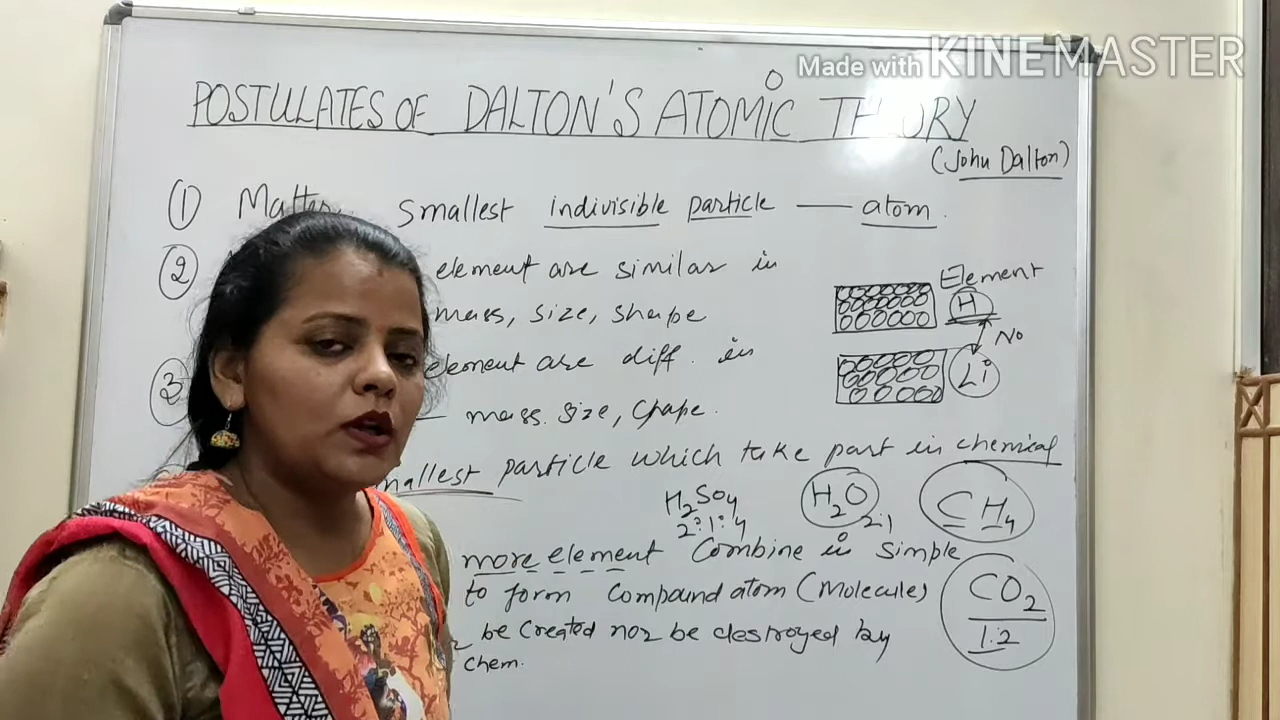 Made with KINEMASTER
POSTULATES OF DALTON'S ATOMIC THEORY
(John Dalton)
① Matter smallest indivisible particle — atom.
② element are similar in
mass, size, shape
Element
H
No
Li
③ element are diff. in
— mass. size, shape.
smallest particle which take part in chemical
H₂SO₄
2:1:4
H₂O
2:1
CH₄
more element Combine in simple
to form Compound atom (Molecule)
CO₂
1:2
be Created nor be destroyed by
chem.